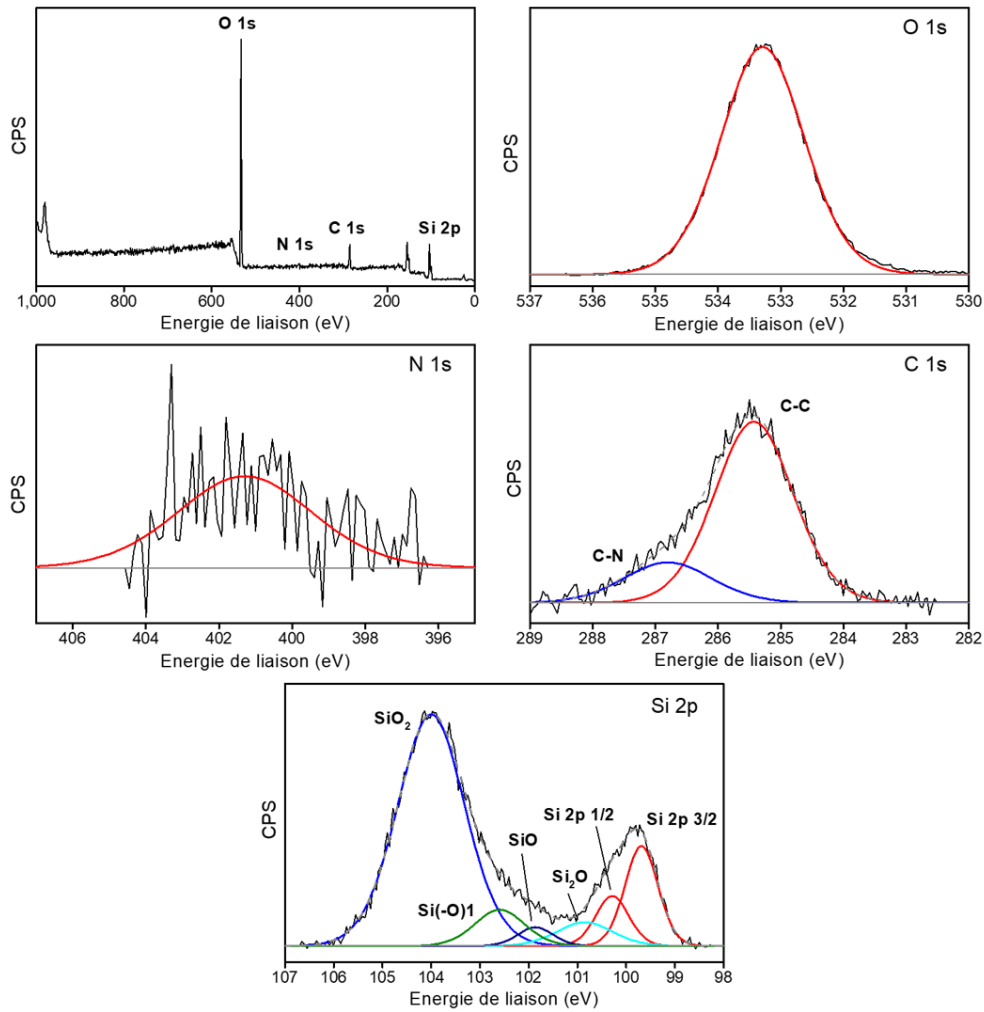 O 1s
N 1s
C 1s
Si 2p
CPS
1,000 800 600 400 200 0
Energie de liaison (eV)
O 1s
CPS
537 536 535 534 533 532 531 530
Energie de liaison (eV)
N 1s
CPS
406 404 402 400 398 396
Energie de liaison (eV)
C 1s
C-C
C-N
CPS
289 288 287 286 285 284 283 282
Energie de liaison (eV)
Si 2p
SiO2
Si 2p 1/2
Si 2p 3/2
SiO
Si2O
Si(-O)1
CPS
107 106 105 104 103 102 101 100 99 98
Energie de liaison (eV)